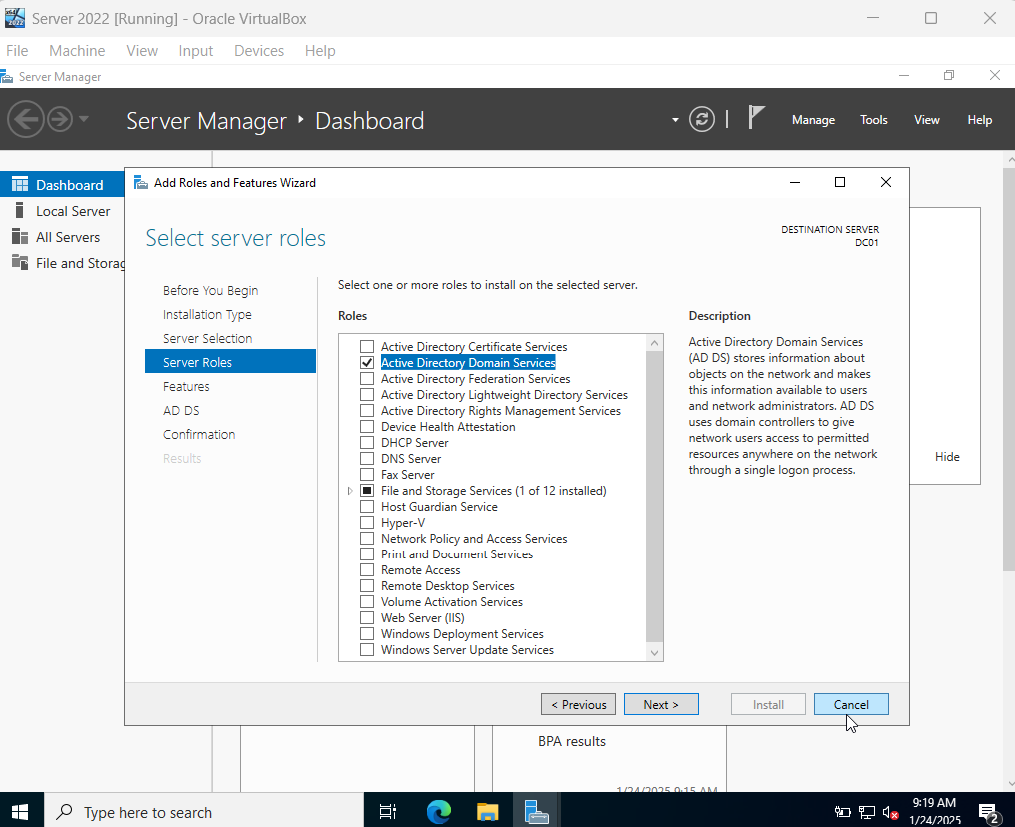 Server 2022 [Running] - Oracle VirtualBox
File Machine View Input Devices Help
Server Manager
Server Manager Dashboard
Manage Tools View Help
Dashboard
Local Server
All Servers
File and Storag
Add Roles and Features Wizard
Select server roles
DESTINATION SERVER
DC01
Before You Begin
Installation Type
Server Selection
Server Roles
Features
AD DS
Confirmation
Results
Select one or more roles to install on the selected server.
Roles
Active Directory Certificate Services
Active Directory Domain Services
Active Directory Federation Services
Active Directory Lightweight Directory Services
Active Directory Rights Management Services
Device Health Attestation
DHCP Server
DNS Server
Fax Server
File and Storage Services (1 of 12 installed)
Host Guardian Service
Hyper-V
Network Policy and Access Services
Print and Document Services
Remote Access
Remote Desktop Services
Volume Activation Services
Web Server (IIS)
Windows Deployment Services
Windows Server Update Services
Description
Active Directory Domain Services
(AD DS) stores information about
objects on the network and makes
this information available to users
and network administrators. AD DS
uses domain controllers to give
network users access to permitted
resources anywhere on the network
through a single logon process.
Hide
< Previous Next > Install Cancel
BPA results
1/24/2025 9:15 AM
Type here to search
9:19 AM
1/24/2025
2